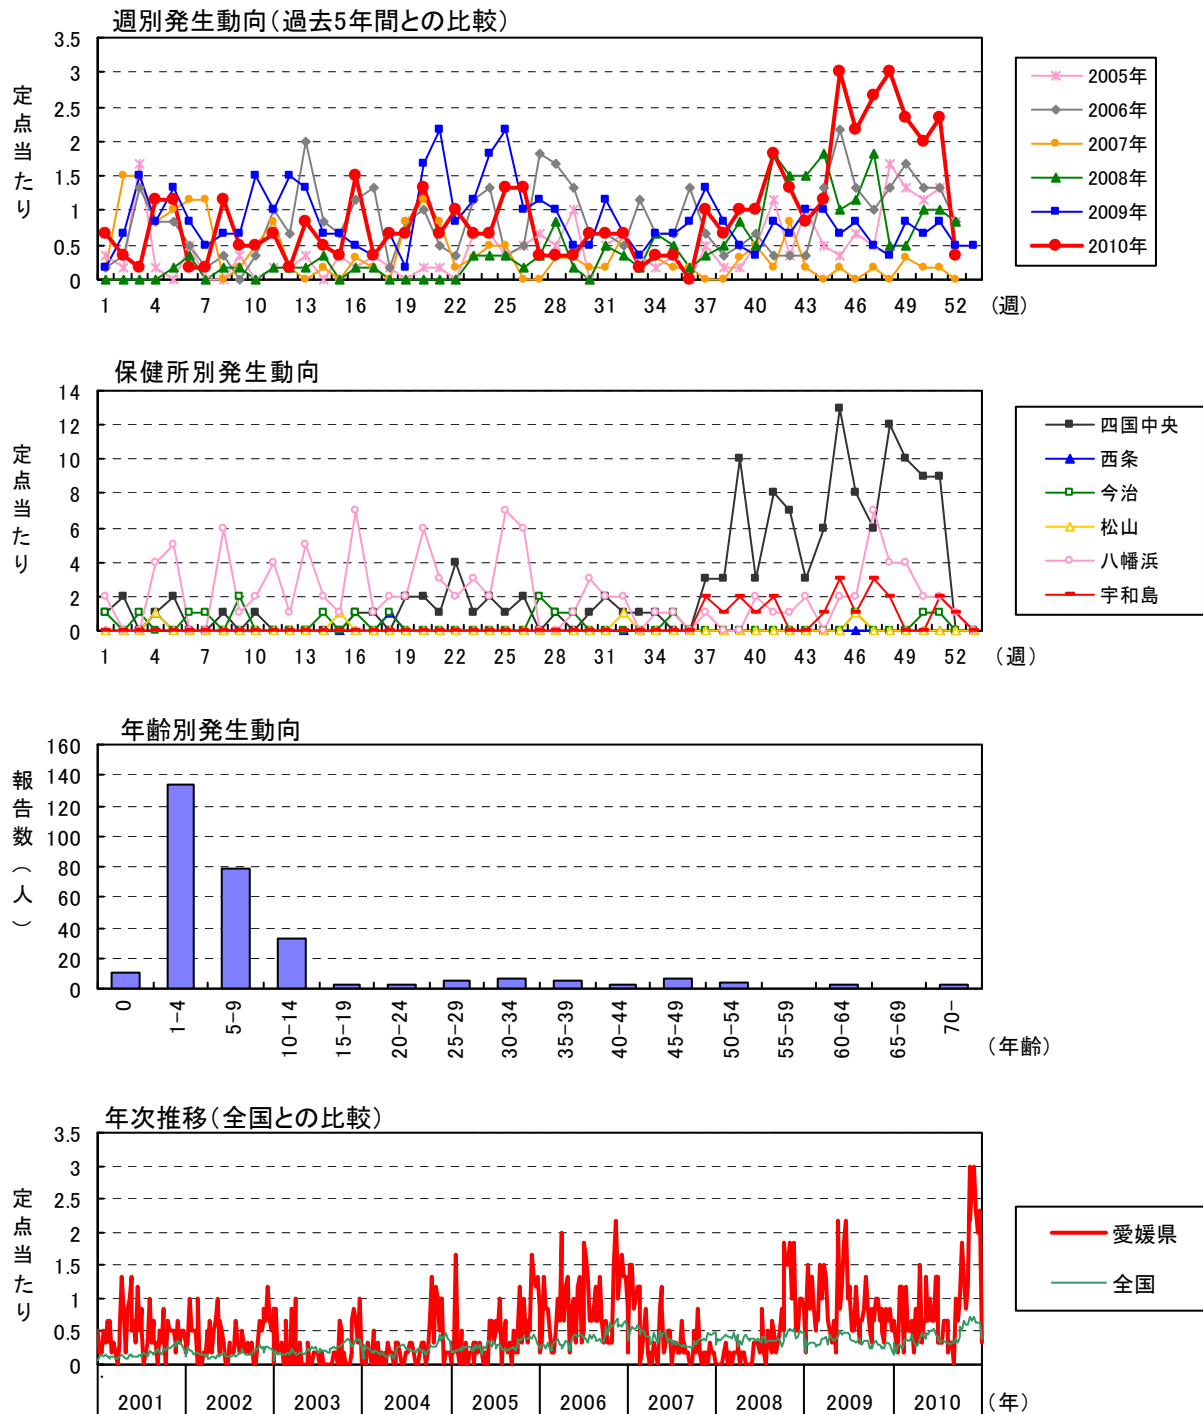 週別発生動向（過去5年間との比較）
定点当たり
3.5
3
2.5
2
1.5
1
0.5
0
1 4 7 10 13 16 19 22 25 28 31 34 37 40 43 46 49 52 (週)
2005年
2006年
2007年
2008年
2009年
2010年
保健所別発生動向
定点当たり
14
12
10
8
6
4
2
0
1 4 7 10 13 16 19 22 25 28 31 34 37 40 43 46 49 52 (週)
四国中央
西条
今治
松山
八幡浜
宇和島
年齢別発生動向
報告数（人）
160
140
120
100
80
60
40
20
0
0 1-4 5-9 10-14 15-19 20-24 25-29 30-34 35-39 40-44 45-49 50-54 55-59 60-64 65-69 70- (年齢)
年次推移（全国との比較）
定点当たり
3.5
3
2.5
2
1.5
1
0.5
0
2001 2002 2003 2004 2005 2006 2007 2008 2009 2010 (年)
愛媛県
全国